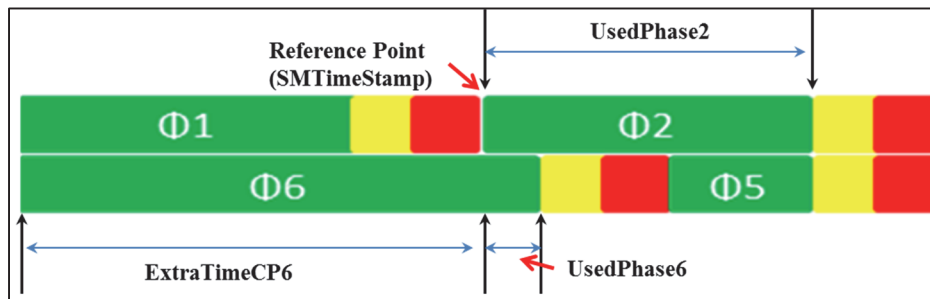 UsedPhase2
Reference Point
(SMTimeStamp)
Φ1
Φ2
Φ6
Φ5
ExtraTimeCP6
UsedPhase6